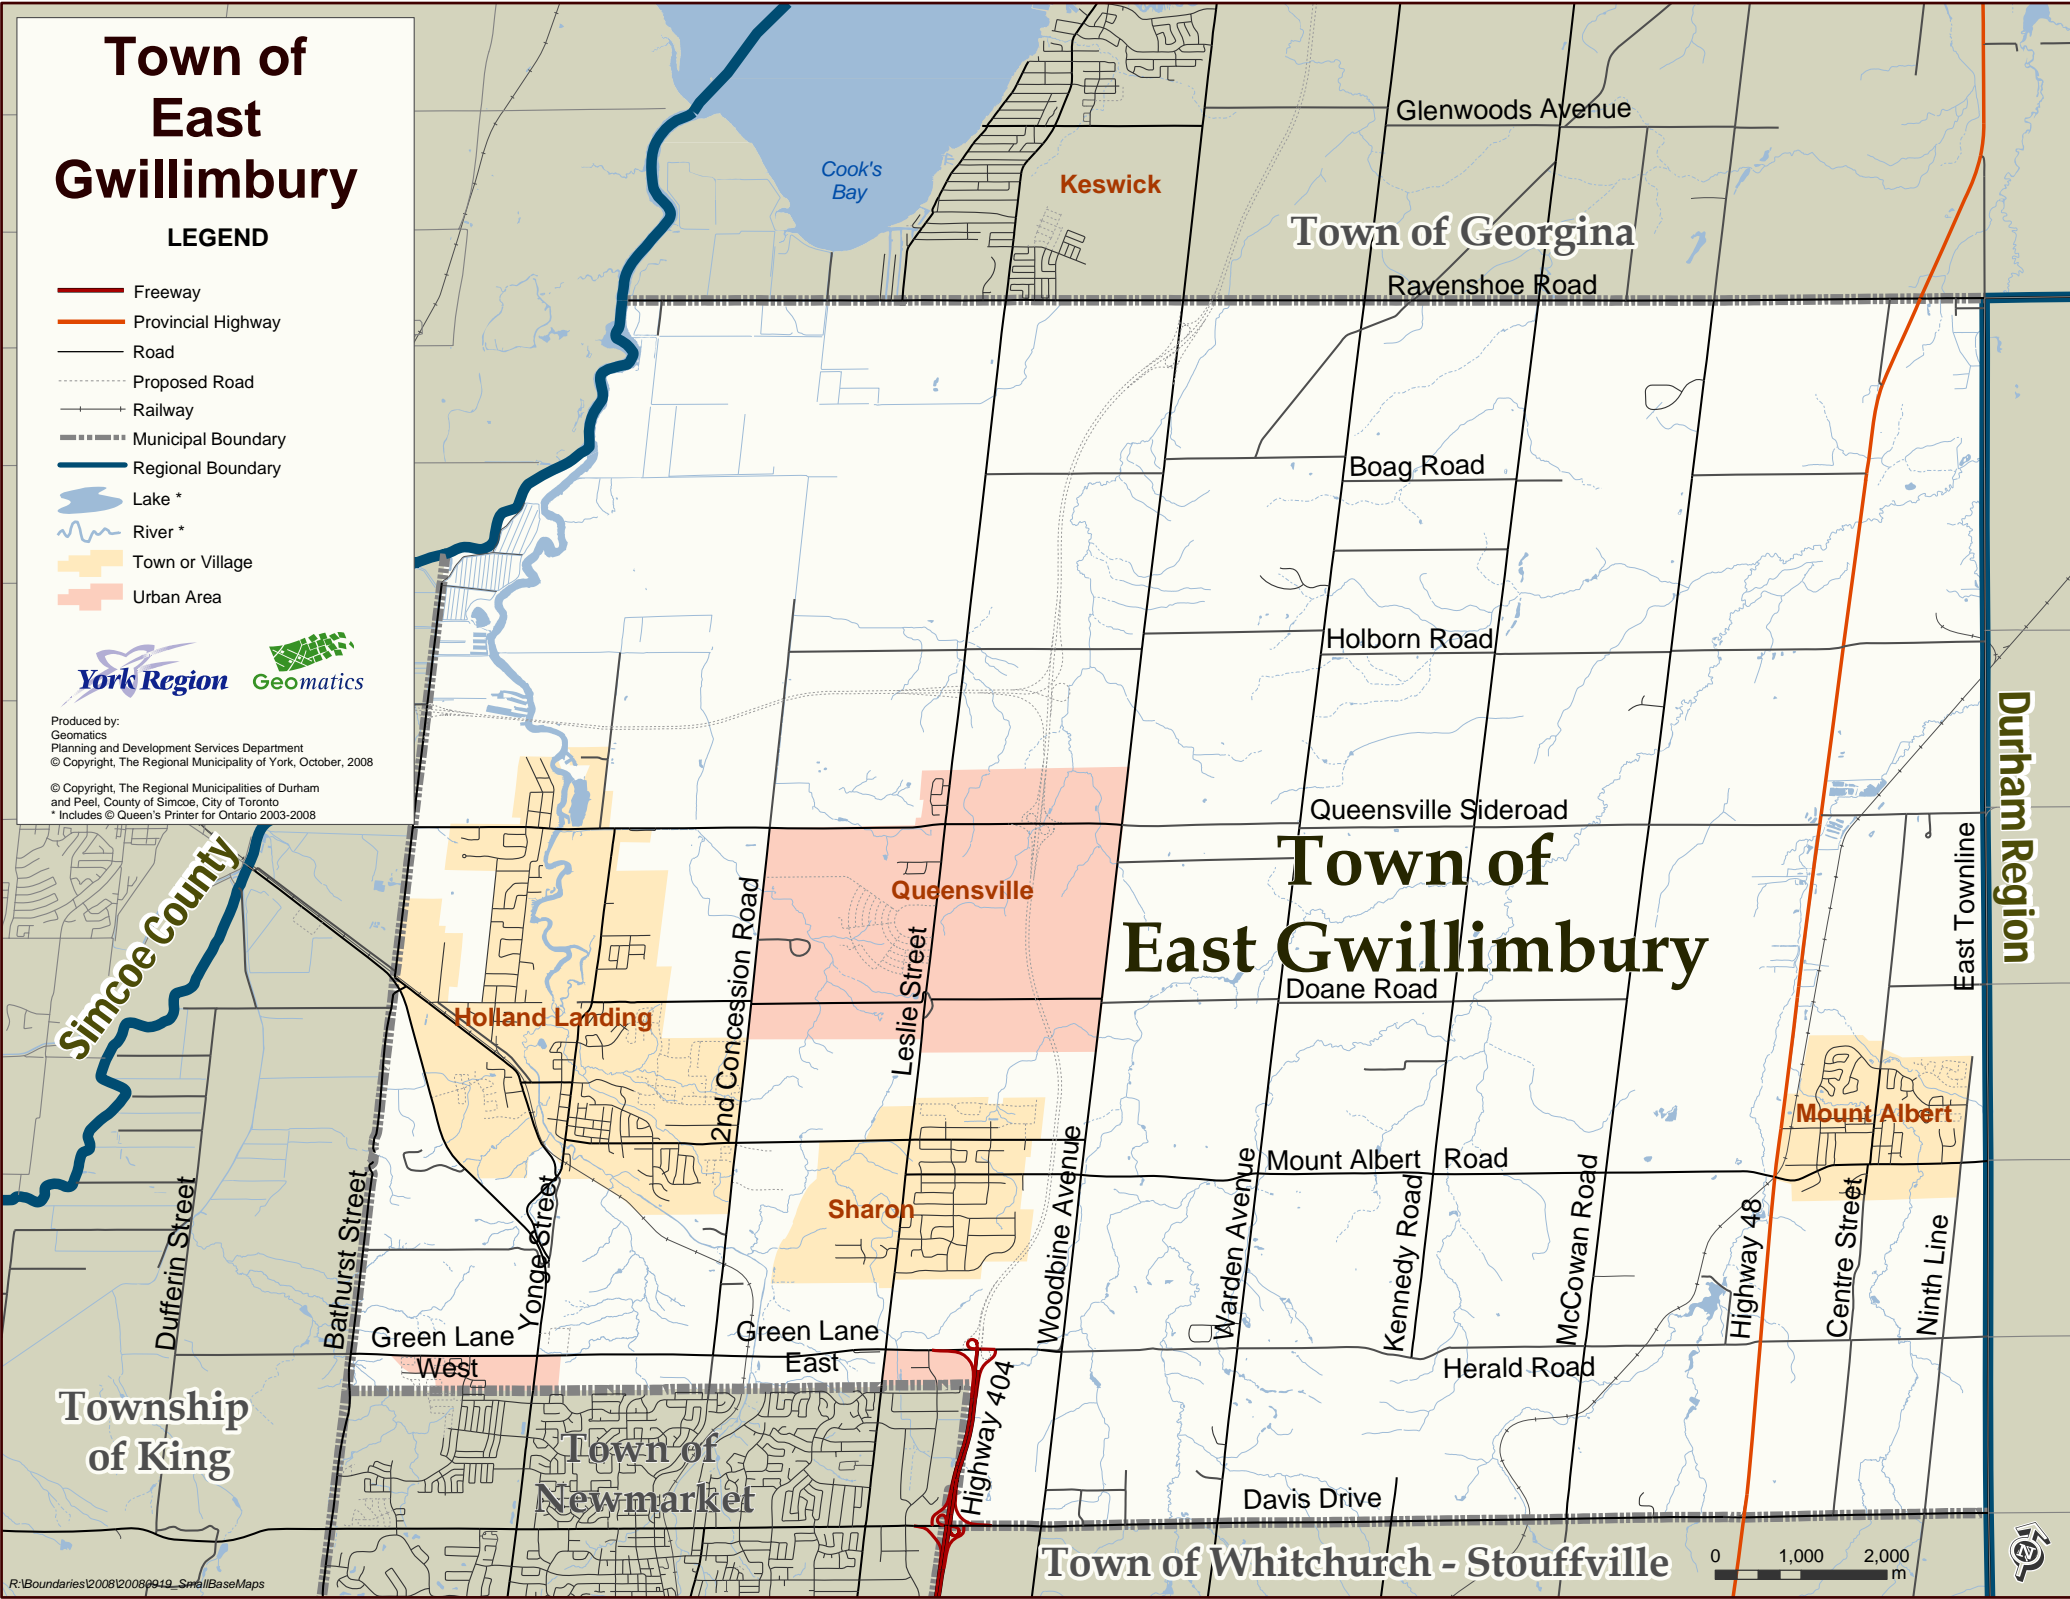 Town of
East
Gwillimbury
LEGEND
Freeway
Provincial Highway
Road
Proposed Road
Railway
Municipal Boundary
Regional Boundary
Lake *
River *
Town or Village
Urban Area
York Region
Geomatics
Produced by:
Geomatics
Planning and Development Services Department
© Copyright, The Regional Municipality of York, October, 2008
© Copyright, The Regional Municipalities of Durham
and Peel, County of Simcoe, City of Toronto
* Includes © Queen's Printer for Ontario 2003-2008
Cook's
Bay
Keswick
Glenwoods Avenue
Town of Georgina
Ravenshoe Road
Boag Road
Holborn Road
Queensville Sideroad
Town of
East Gwillimbury
Queensville
Doane Road
Durham Region
East Townline
Simcoe County
Holland Landing
2nd Concession Road
Leslie Street
Mount Albert
Mount Albert Road
Sharon
Dufferin Street
Bathurst Street
Yonge Street
Woodbine Avenue
Warden Avenue
Kennedy Road
McCowan Road
Highway 48
Centre Street
Ninth Line
Green Lane
West
Green Lane
East
Herald Road
Highway 404
Township
of King
Town of
Newmarket
Davis Drive
Town of Whitchurch - Stouffville
0 1,000 2,000
m
N
R:\Boundaries\2008\20080919_SmallBaseMaps